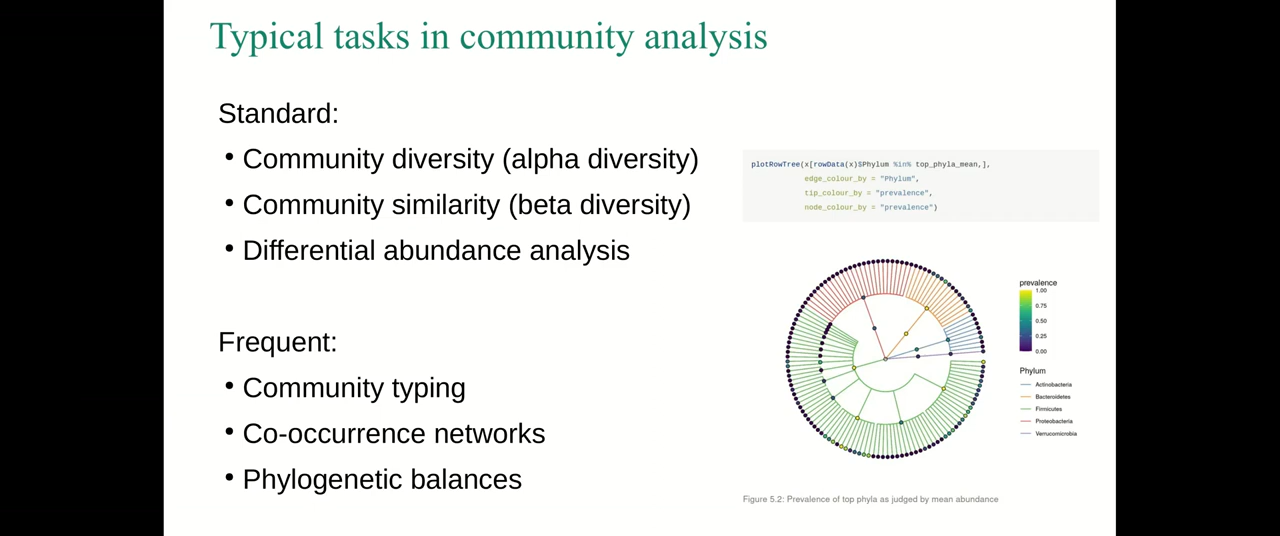 Typical tasks in community analysis
Standard:
• Community diversity (alpha diversity)
• Community similarity (beta diversity)
• Differential abundance analysis
Frequent:
• Community typing
• Co-occurrence networks
• Phylogenetic balances
plotRowTree(x[rowData(x)$Phylum %in% top_phyla_mean,],
edge_colour_by = "Phylum",
tip_colour_by = "prevalence",
node_colour_by = "prevalence")
prevalence
1.00
0.75
0.50
0.25
0.00
Phylum
Actinobacteria
Bacteroidetes
Firmicutes
Proteobacteria
Verrucomicrobia
Figure 5.2: Prevalence of top phyla as judged by mean abundance